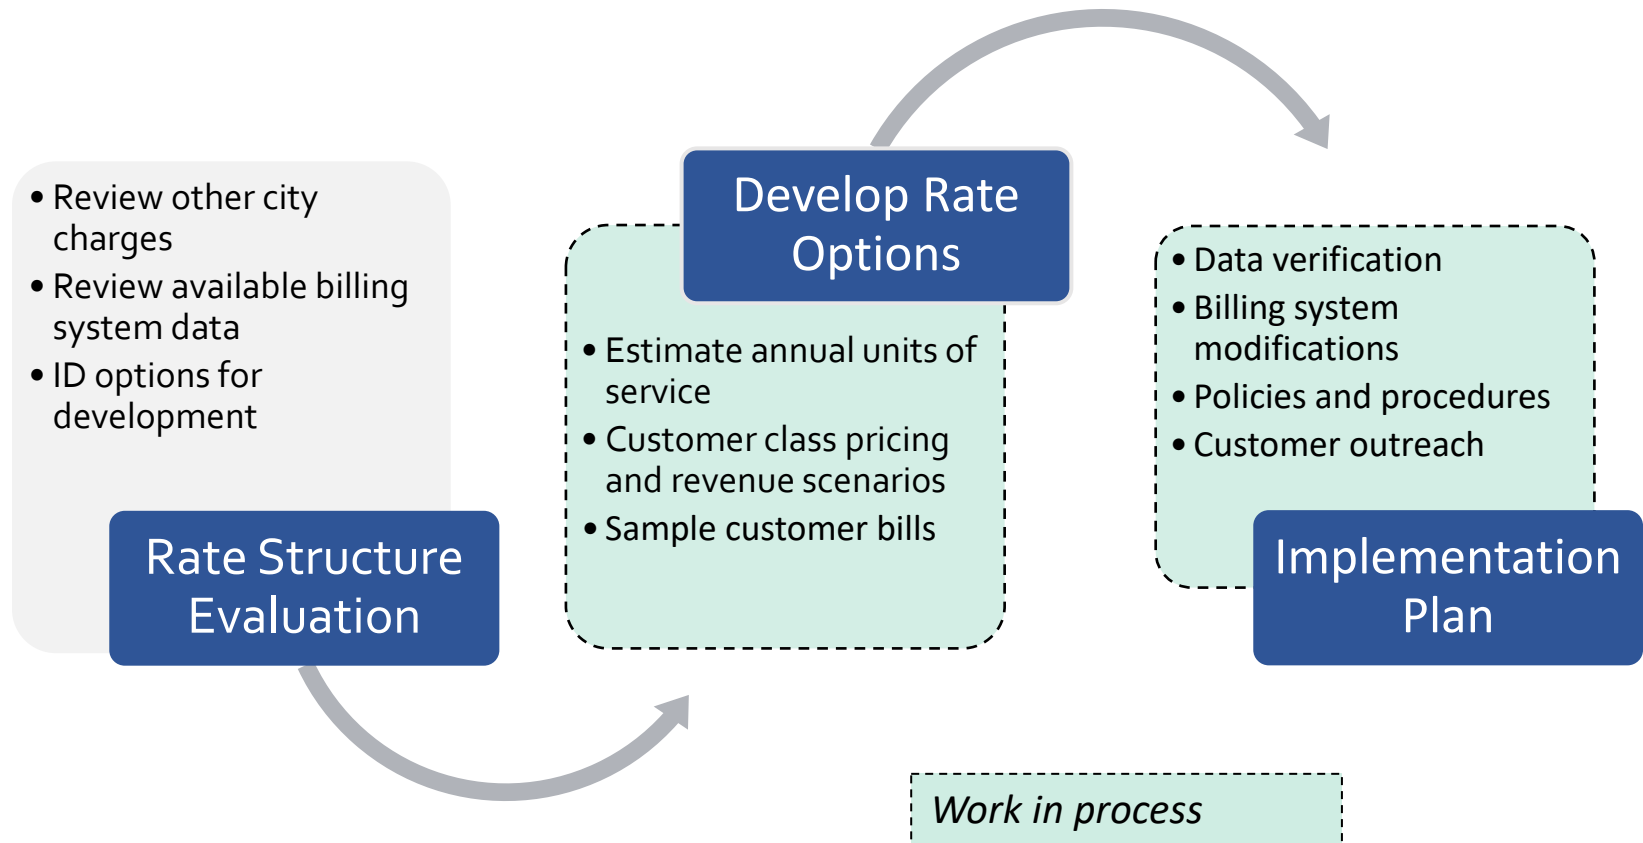 • Review other city
charges
• Review available billing
system data
• ID options for
development
Rate Structure
Evaluation
Develop Rate
Options
• Estimate annual units of
service
• Customer class pricing
and revenue scenarios
• Sample customer bills
• Data verification
• Billing system
modifications
• Policies and procedures
• Customer outreach
Implementation
Plan
Work in process